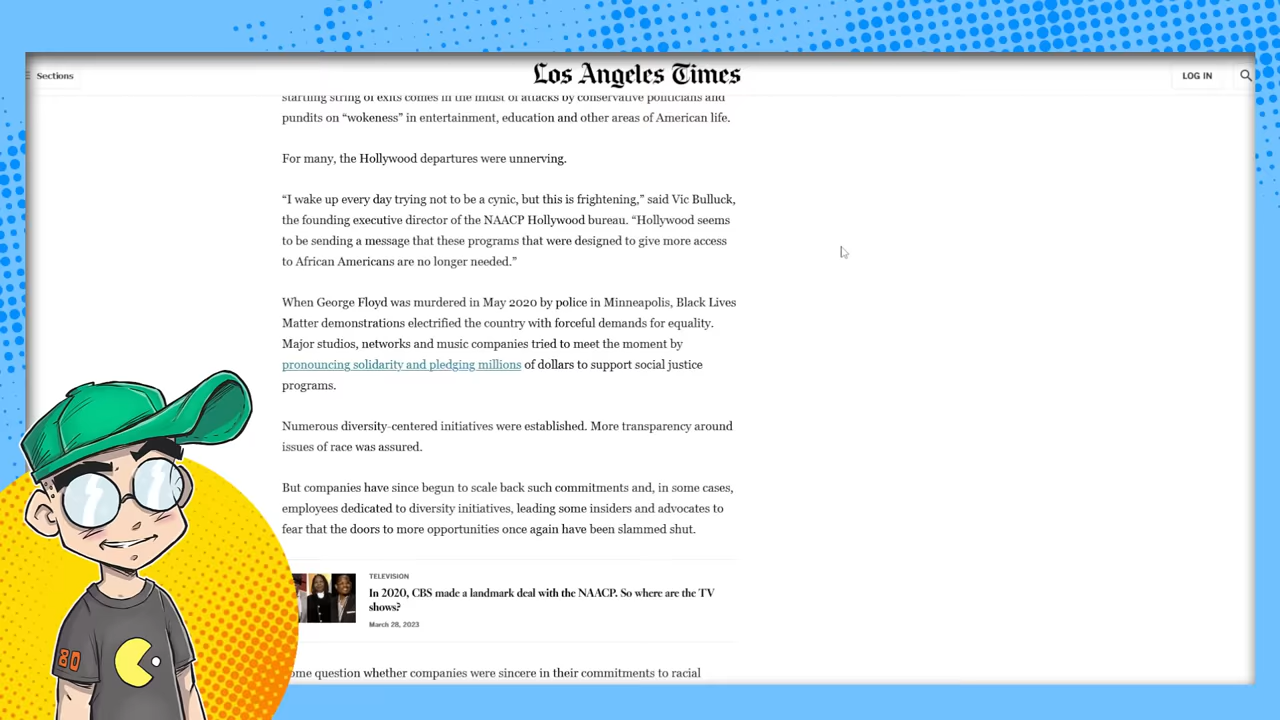 Sections
Los Angeles Times
LOG IN
startling string of exits comes in the midst of attacks by conservative politicians and
pundits on “wokeness” in entertainment, education and other areas of American life.
For many, the Hollywood departures were unnerving.
“I wake up every day trying not to be a cynic, but this is frightening,” said Vic Bulluck,
the founding executive director of the NAACP Hollywood bureau. “Hollywood seems
to be sending a message that these programs that were designed to give more access
to African Americans are no longer needed.”
When George Floyd was murdered in May 2020 by police in Minneapolis, Black Lives
Matter demonstrations electrified the country with forceful demands for equality.
Major studios, networks and music companies tried to meet the moment by
pronouncing solidarity and pledging millions of dollars to support social justice
programs.
Numerous diversity-centered initiatives were established. More transparency around
issues of race was assured.
But companies have since begun to scale back such commitments and, in some cases,
employees dedicated to diversity initiatives, leading some insiders and advocates to
fear that the doors to more opportunities once again have been slammed shut.
TELEVISION
In 2020, CBS made a landmark deal with the NAACP. So where are the TV
shows?
March 28, 2023
ome question whether companies were sincere in their commitments to racial
80